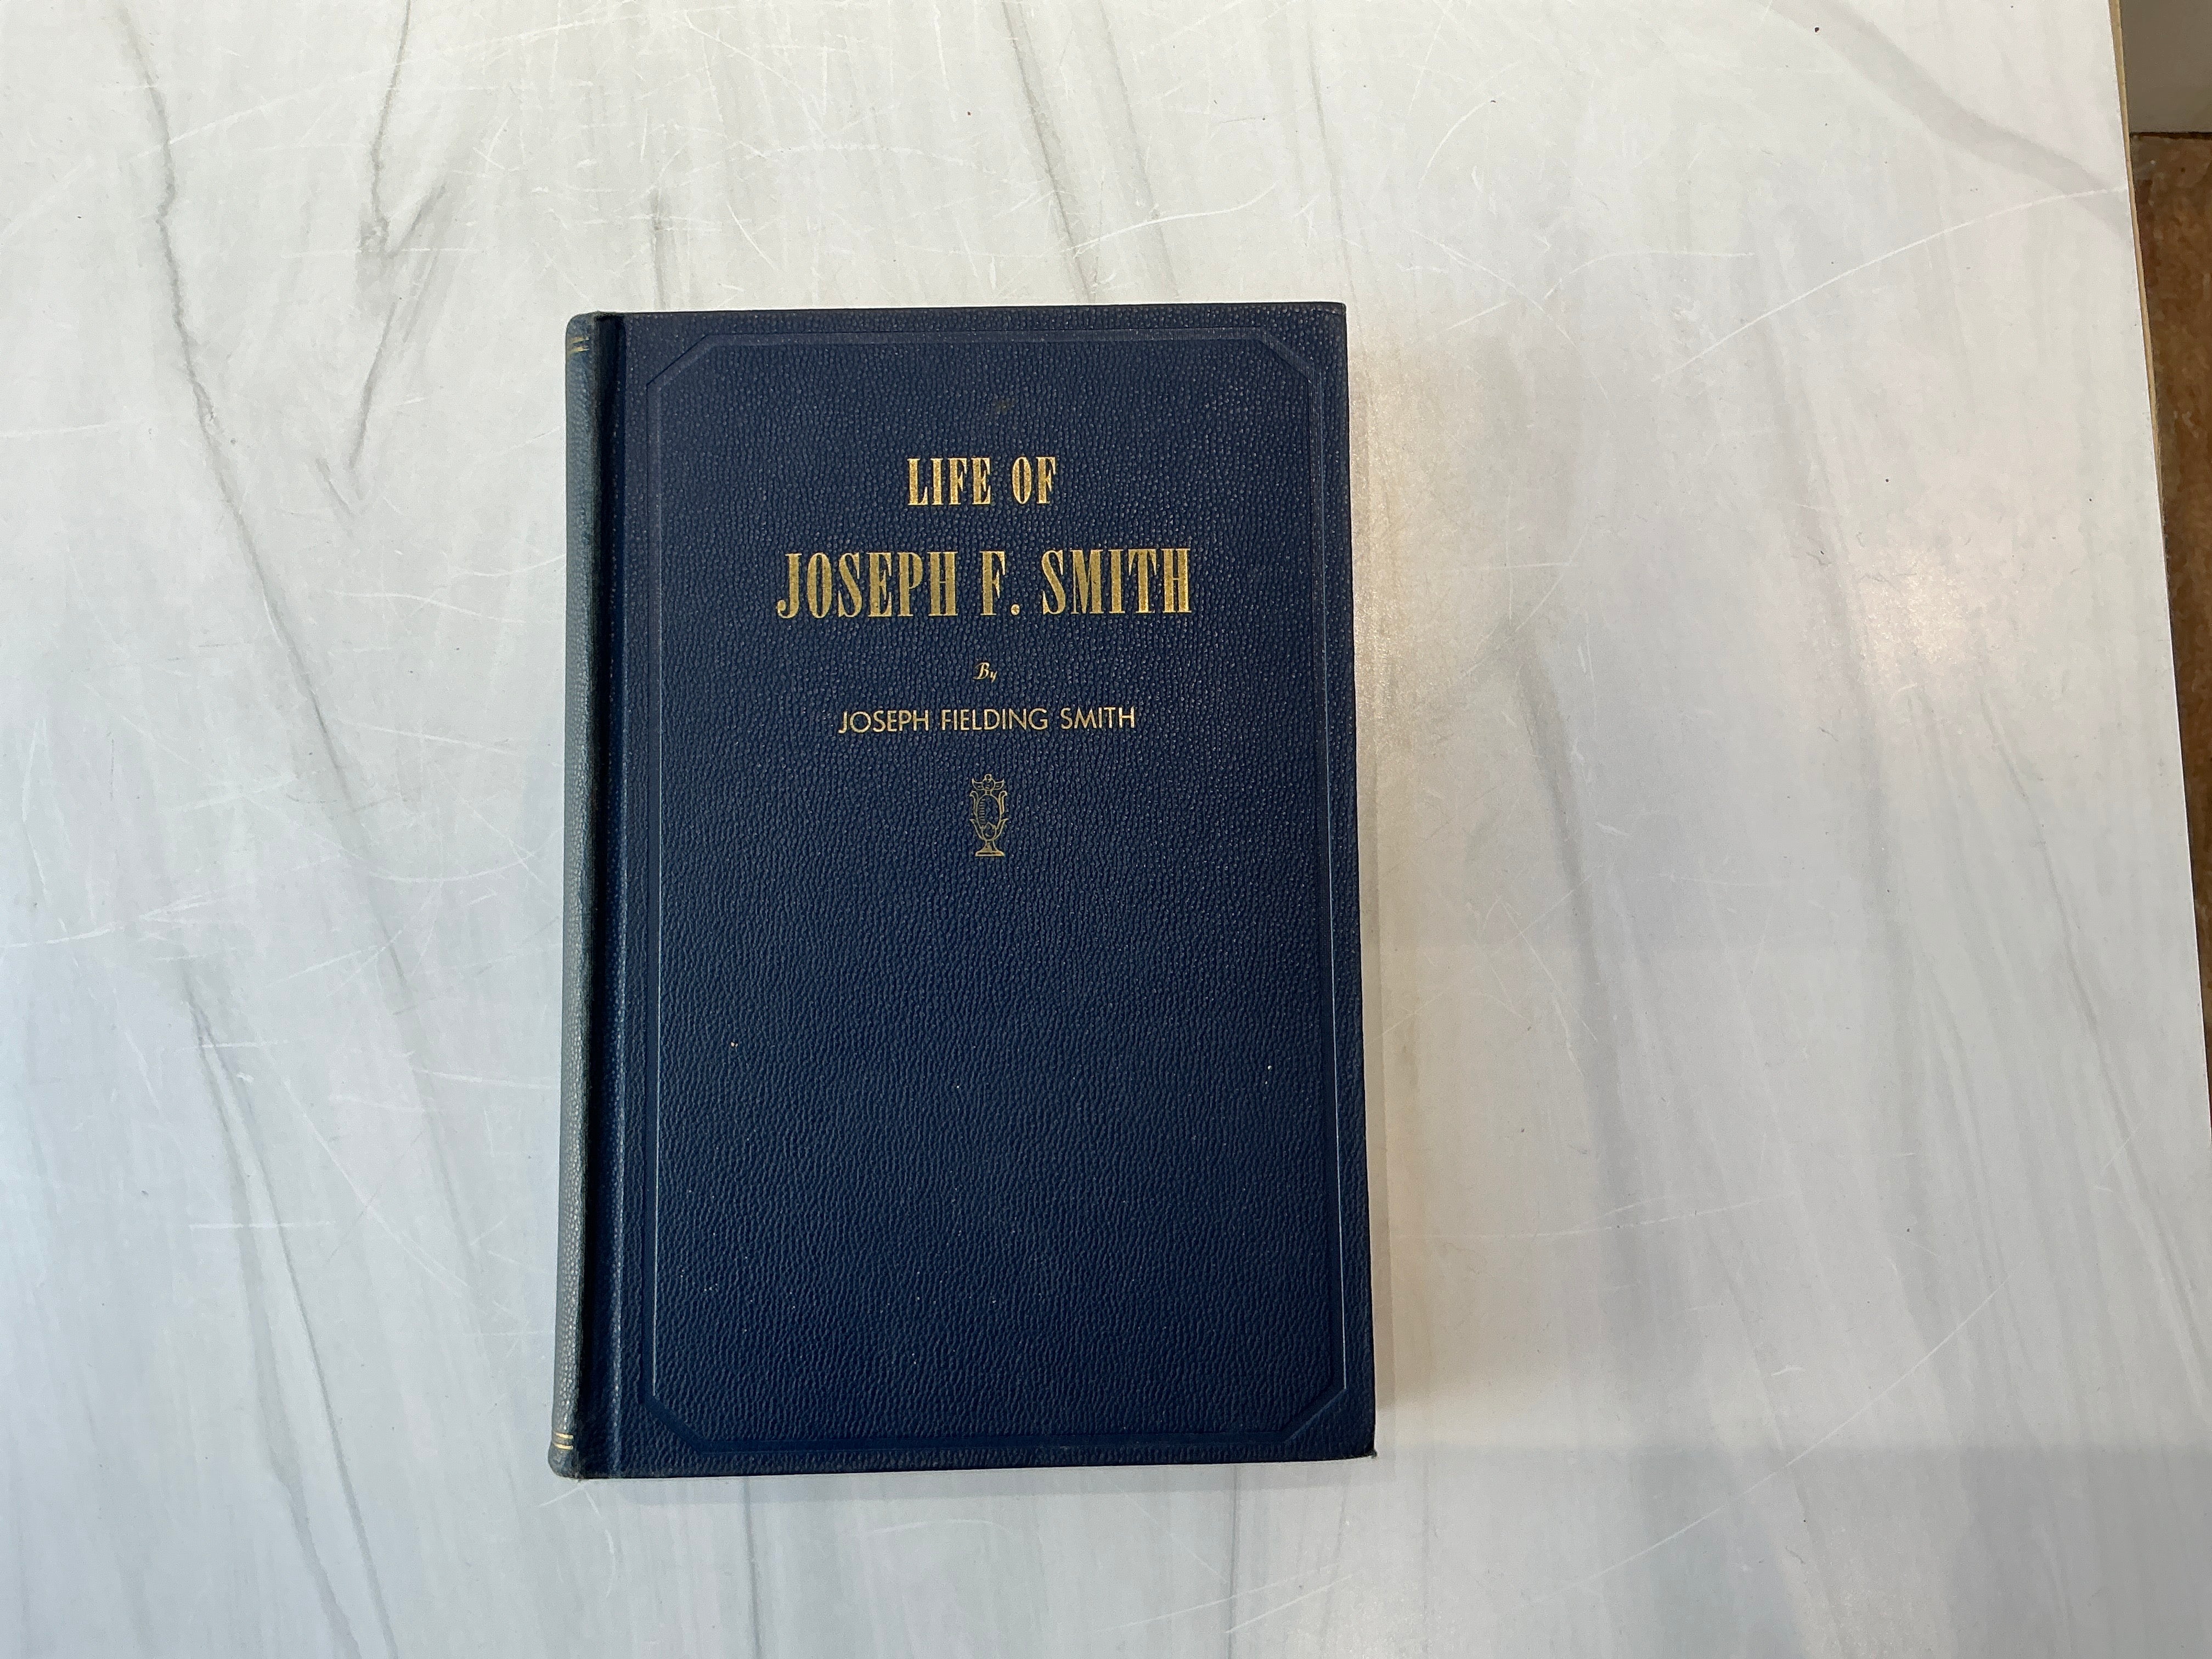 LIFE OF
JOSEPH F. SMITH
By
JOSEPH FIELDING SMITH